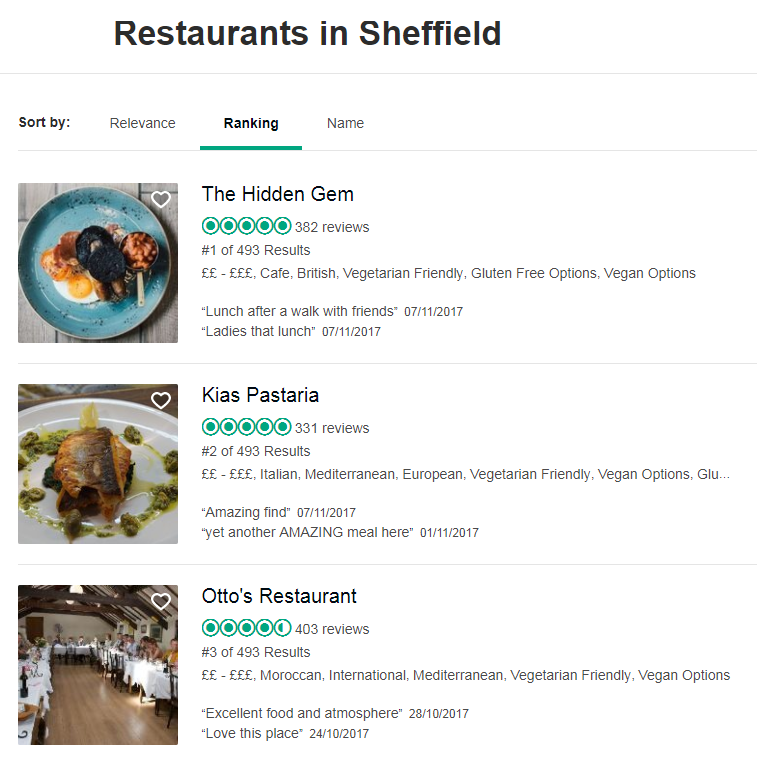 Restaurants in Sheffield
Sort by: Relevance Ranking Name
The Hidden Gem
382 reviews
#1 of 493 Results
££ - £££, Cafe, British, Vegetarian Friendly, Gluten Free Options, Vegan Options
“Lunch after a walk with friends” 07/11/2017
“Ladies that lunch” 07/11/2017
Kias Pastaria
331 reviews
#2 of 493 Results
££ - £££, Italian, Mediterranean, European, Vegetarian Friendly, Vegan Options, Glu...
“Amazing find” 07/11/2017
“yet another AMAZING meal here” 01/11/2017
Otto's Restaurant
403 reviews
#3 of 493 Results
££ - £££, Moroccan, International, Mediterranean, Vegetarian Friendly, Vegan Options
“Excellent food and atmosphere” 28/10/2017
“Love this place” 24/10/2017